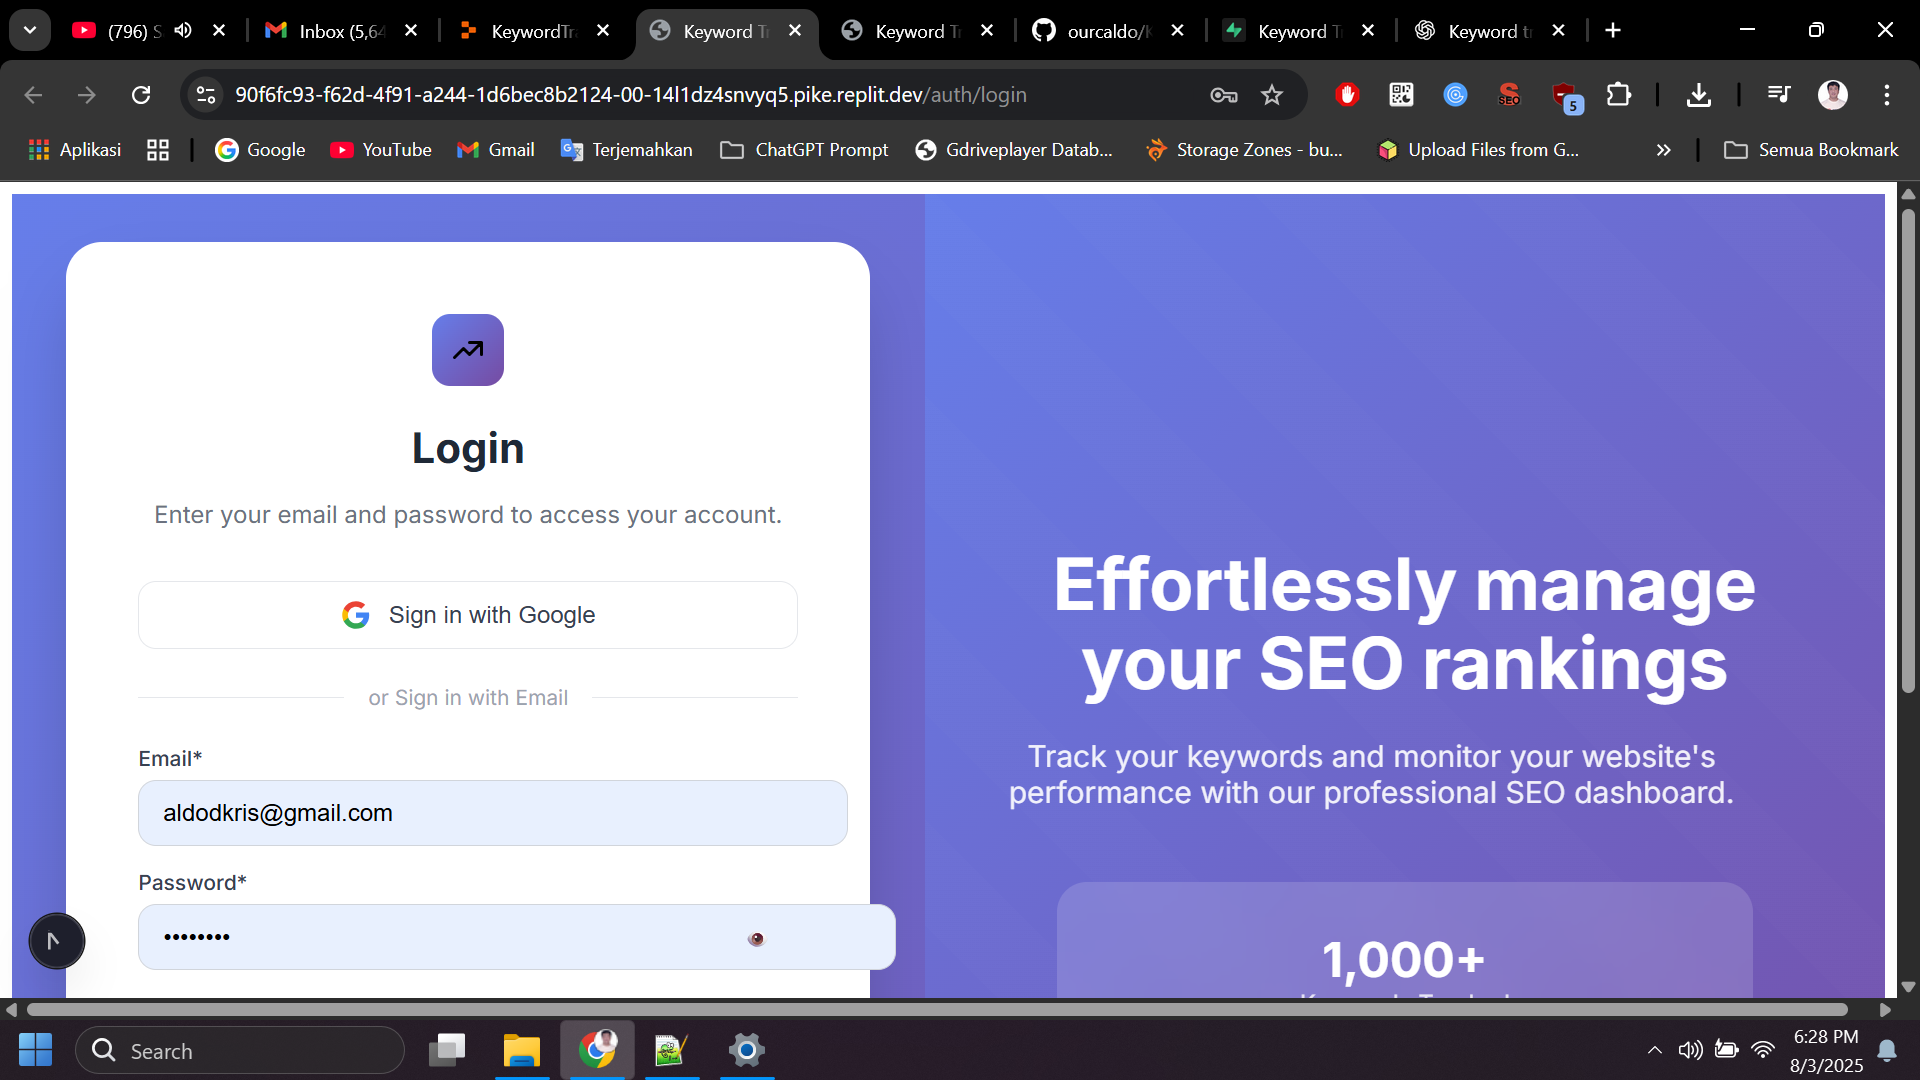 (796) S
Inbox (5,64
KeywordTra
Keyword Tr
Keyword Tr
ourcaldo/K
Keyword Tr
Keyword tr
90f6fc93-f62d-4f91-a244-1d6bec8b2124-00-14l1dz4snvyq5.pike.replit.dev/auth/login
SEO
5
Aplikasi
Google
YouTube
Gmail
Terjemahkan
ChatGPT Prompt
Gdriveplayer Datab...
Storage Zones - bu...
Upload Files from G...
Semua Bookmark
Login
Enter your email and password to access your account.
Sign in with Google
or Sign in with Email
Email*
aldodkris@gmail.com
Password*
••••••••
Effortlessly manage
your SEO rankings
Track your keywords and monitor your website's
performance with our professional SEO dashboard.
1,000+
Search
6:28 PM
8/3/2025